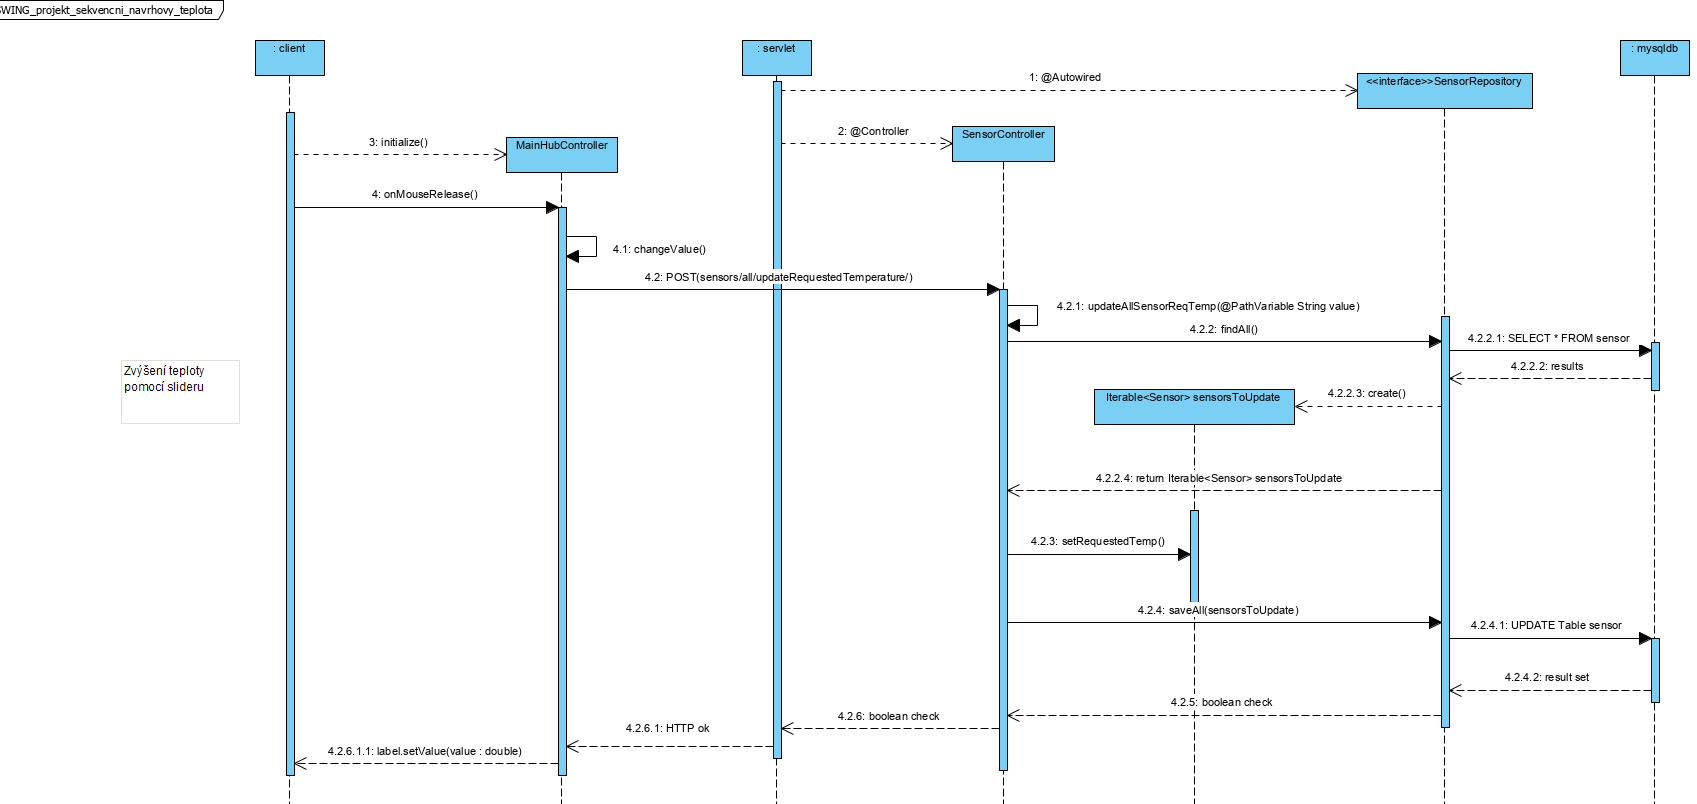 SWING_projekt_sekvencni_navrhovy_teplota
: client
: servlet
: mysqldb
1: @Autowired
<<interface>>SensorRepository
2: @Controller
SensorController
3: initialize()
MainHubController
4: onMouseRelease()
4.1: changeValue()
4.2: POST(sensors/all/updateRequestedTemperature/)
4.2.1: updateAllSensorReqTemp(@PathVariable String value)
4.2.2: findAll()
4.2.2.1: SELECT * FROM sensor
4.2.2.2: results
Zvýšení teploty
pomocí slideru
4.2.2.3: create()
Iterable<Sensor> sensorsToUpdate
4.2.2.4: return Iterable<Sensor> sensorsToUpdate
4.2.3: setRequestedTemp()
4.2.4: saveAll(sensorsToUpdate)
4.2.4.1: UPDATE Table sensor
4.2.4.2: result set
4.2.5: boolean check
4.2.6: boolean check
4.2.6.1: HTTP ok
4.2.6.1.1: label.setValue(value : double)